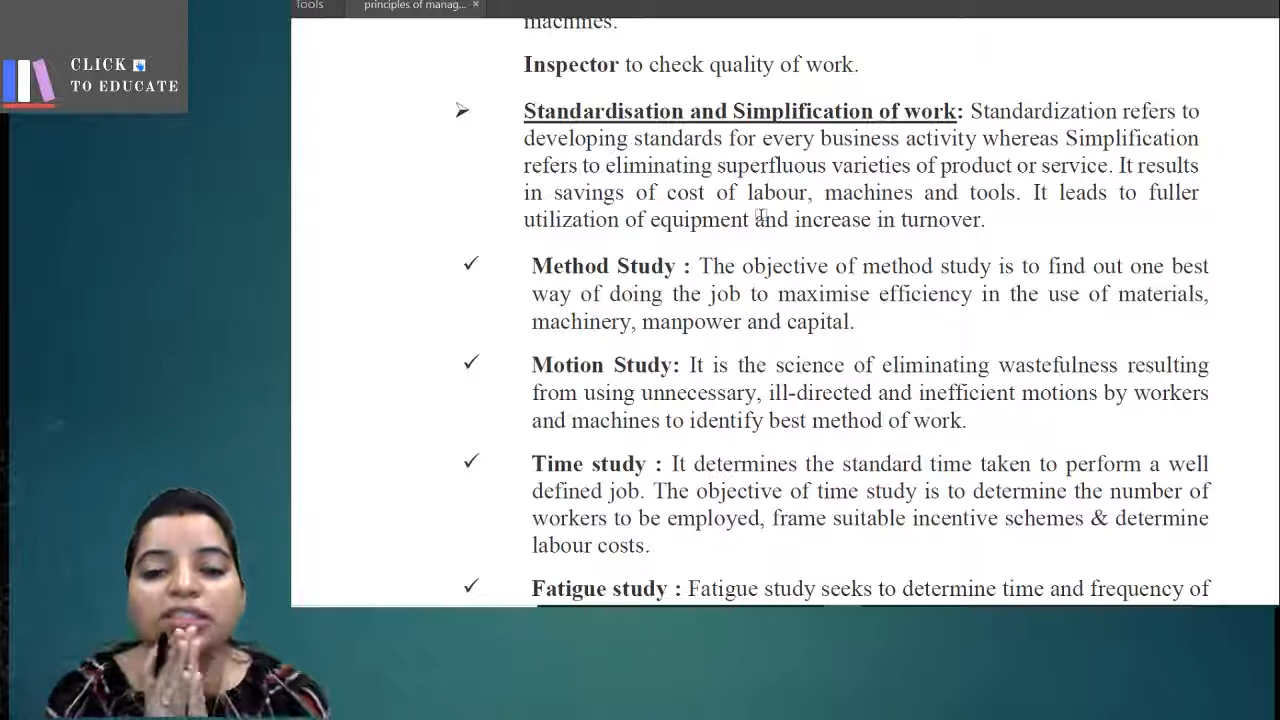 Tools
principles of manag... ×
CLICK
TO EDUCATE
machines.
Inspector to check quality of work.
➢ Standardisation and Simplification of work: Standardization refers to
developing standards for every business activity whereas Simplification
refers to eliminating superfluous varieties of product or service. It results
in savings of cost of labour, machines and tools. It leads to fuller
utilization of equipment and increase in turnover.
✓ Method Study : The objective of method study is to find out one best
way of doing the job to maximise efficiency in the use of materials,
machinery, manpower and capital.
✓ Motion Study: It is the science of eliminating wastefulness resulting
from using unnecessary, ill-directed and inefficient motions by workers
and machines to identify best method of work.
✓ Time study : It determines the standard time taken to perform a well
defined job. The objective of time study is to determine the number of
workers to be employed, frame suitable incentive schemes & determine
labour costs.
✓ Fatigue study : Fatigue study seeks to determine time and frequency of